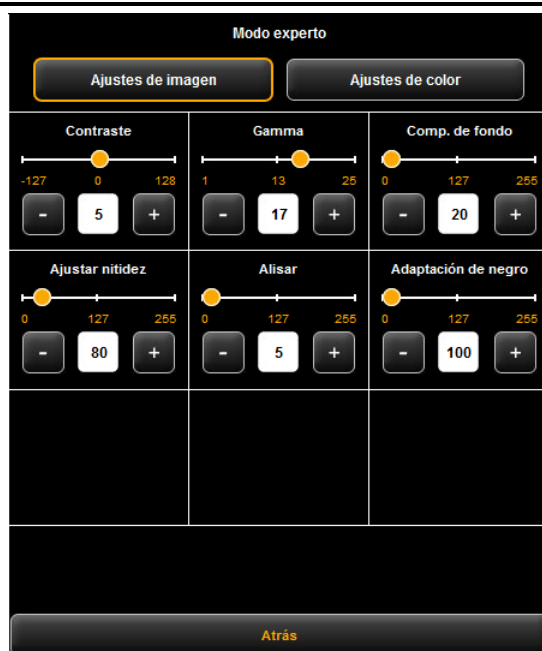 Modo experto
Ajustes de imagen Ajustes de color
Contraste Gamma Comp. de fondo
-127 0 128 1 13 25 0 127 255
- 5 + - 17 + - 20 +
Ajustar nitidez Alisar Adaptación de negro
0 127 255 0 127 255 0 127 255
- 80 + - 5 + - 100 +
Atrás